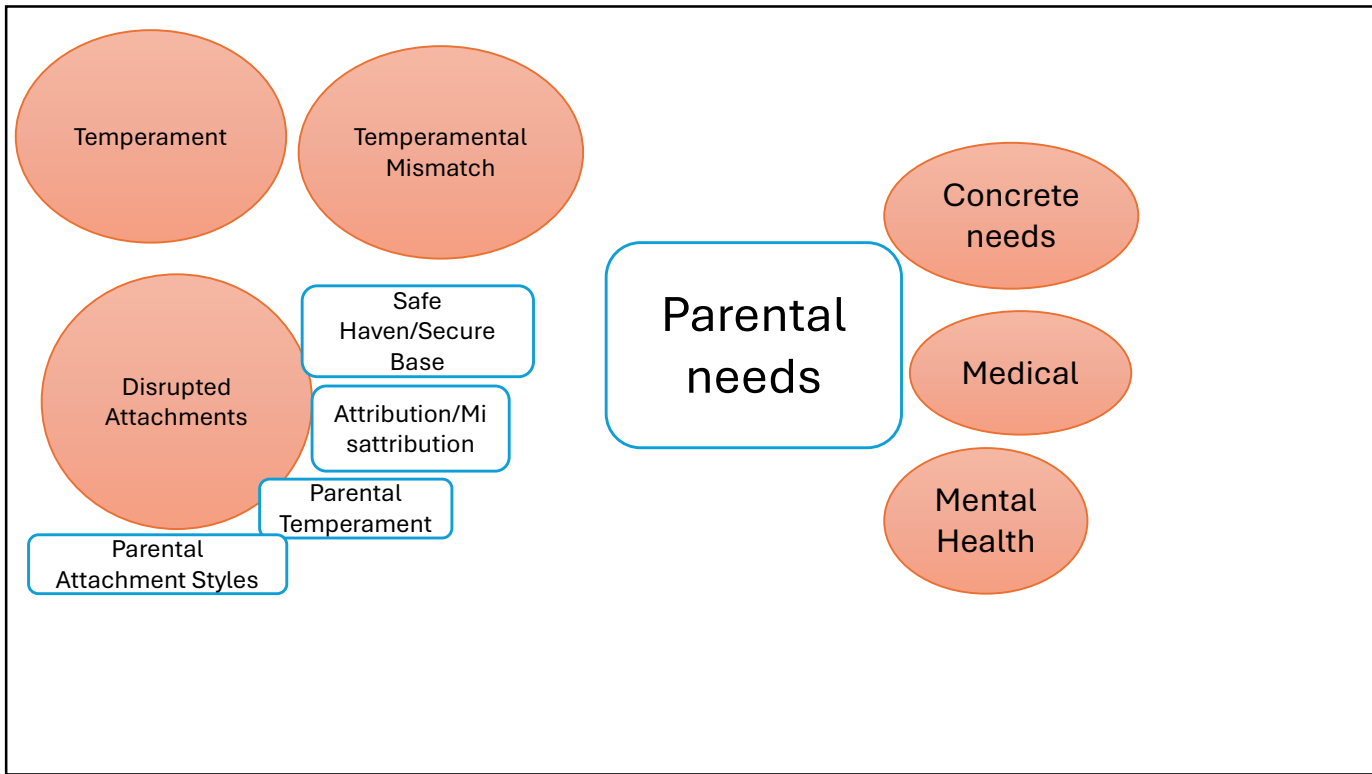 Temperament
Temperamental
Mismatch
Disrupted
Attachments
Safe
Haven/Secure
Base
Attribution/Mi
sattribution
Parental
Temperament
Parental
Attachment Styles
Parental
needs
Concrete
needs
Medical
Mental
Health